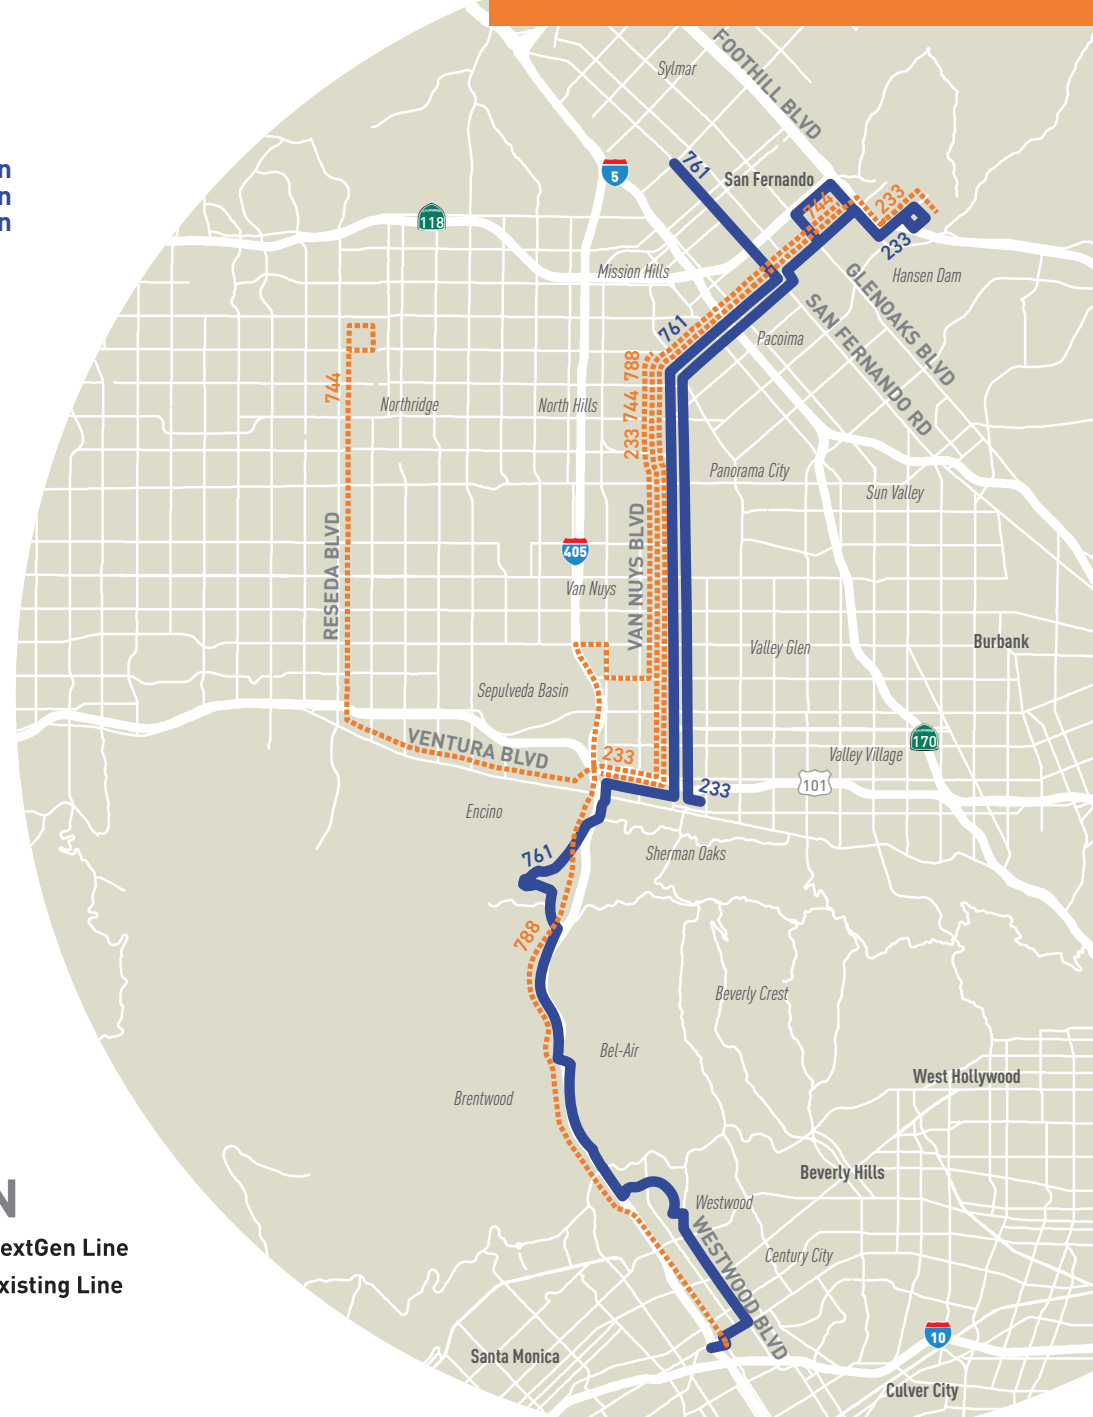 FOOTHILL BLVD
Sylmar
761
San Fernando
5
744
233
118
233
Mission Hills
Hansen Dam
GLENOAKS BLVD
SAN FERNANDO RD
761
Pacoima
788
744
233
744
Northridge
North Hills
Panorama City
Sun Valley
RESEDA BLVD
VAN NUYS BLVD
405
Van Nuys
Valley Glen
Burbank
Sepulveda Basin
VENTURA BLVD
233
170
Valley Village
233
101
Encino
761
Sherman Oaks
788
Beverly Crest
Bel-Air
West Hollywood
Brentwood
Beverly Hills
Westwood
WESTWOOD BLVD
Century City
extGen Line
xisting Line
10
Santa Monica
Culver City